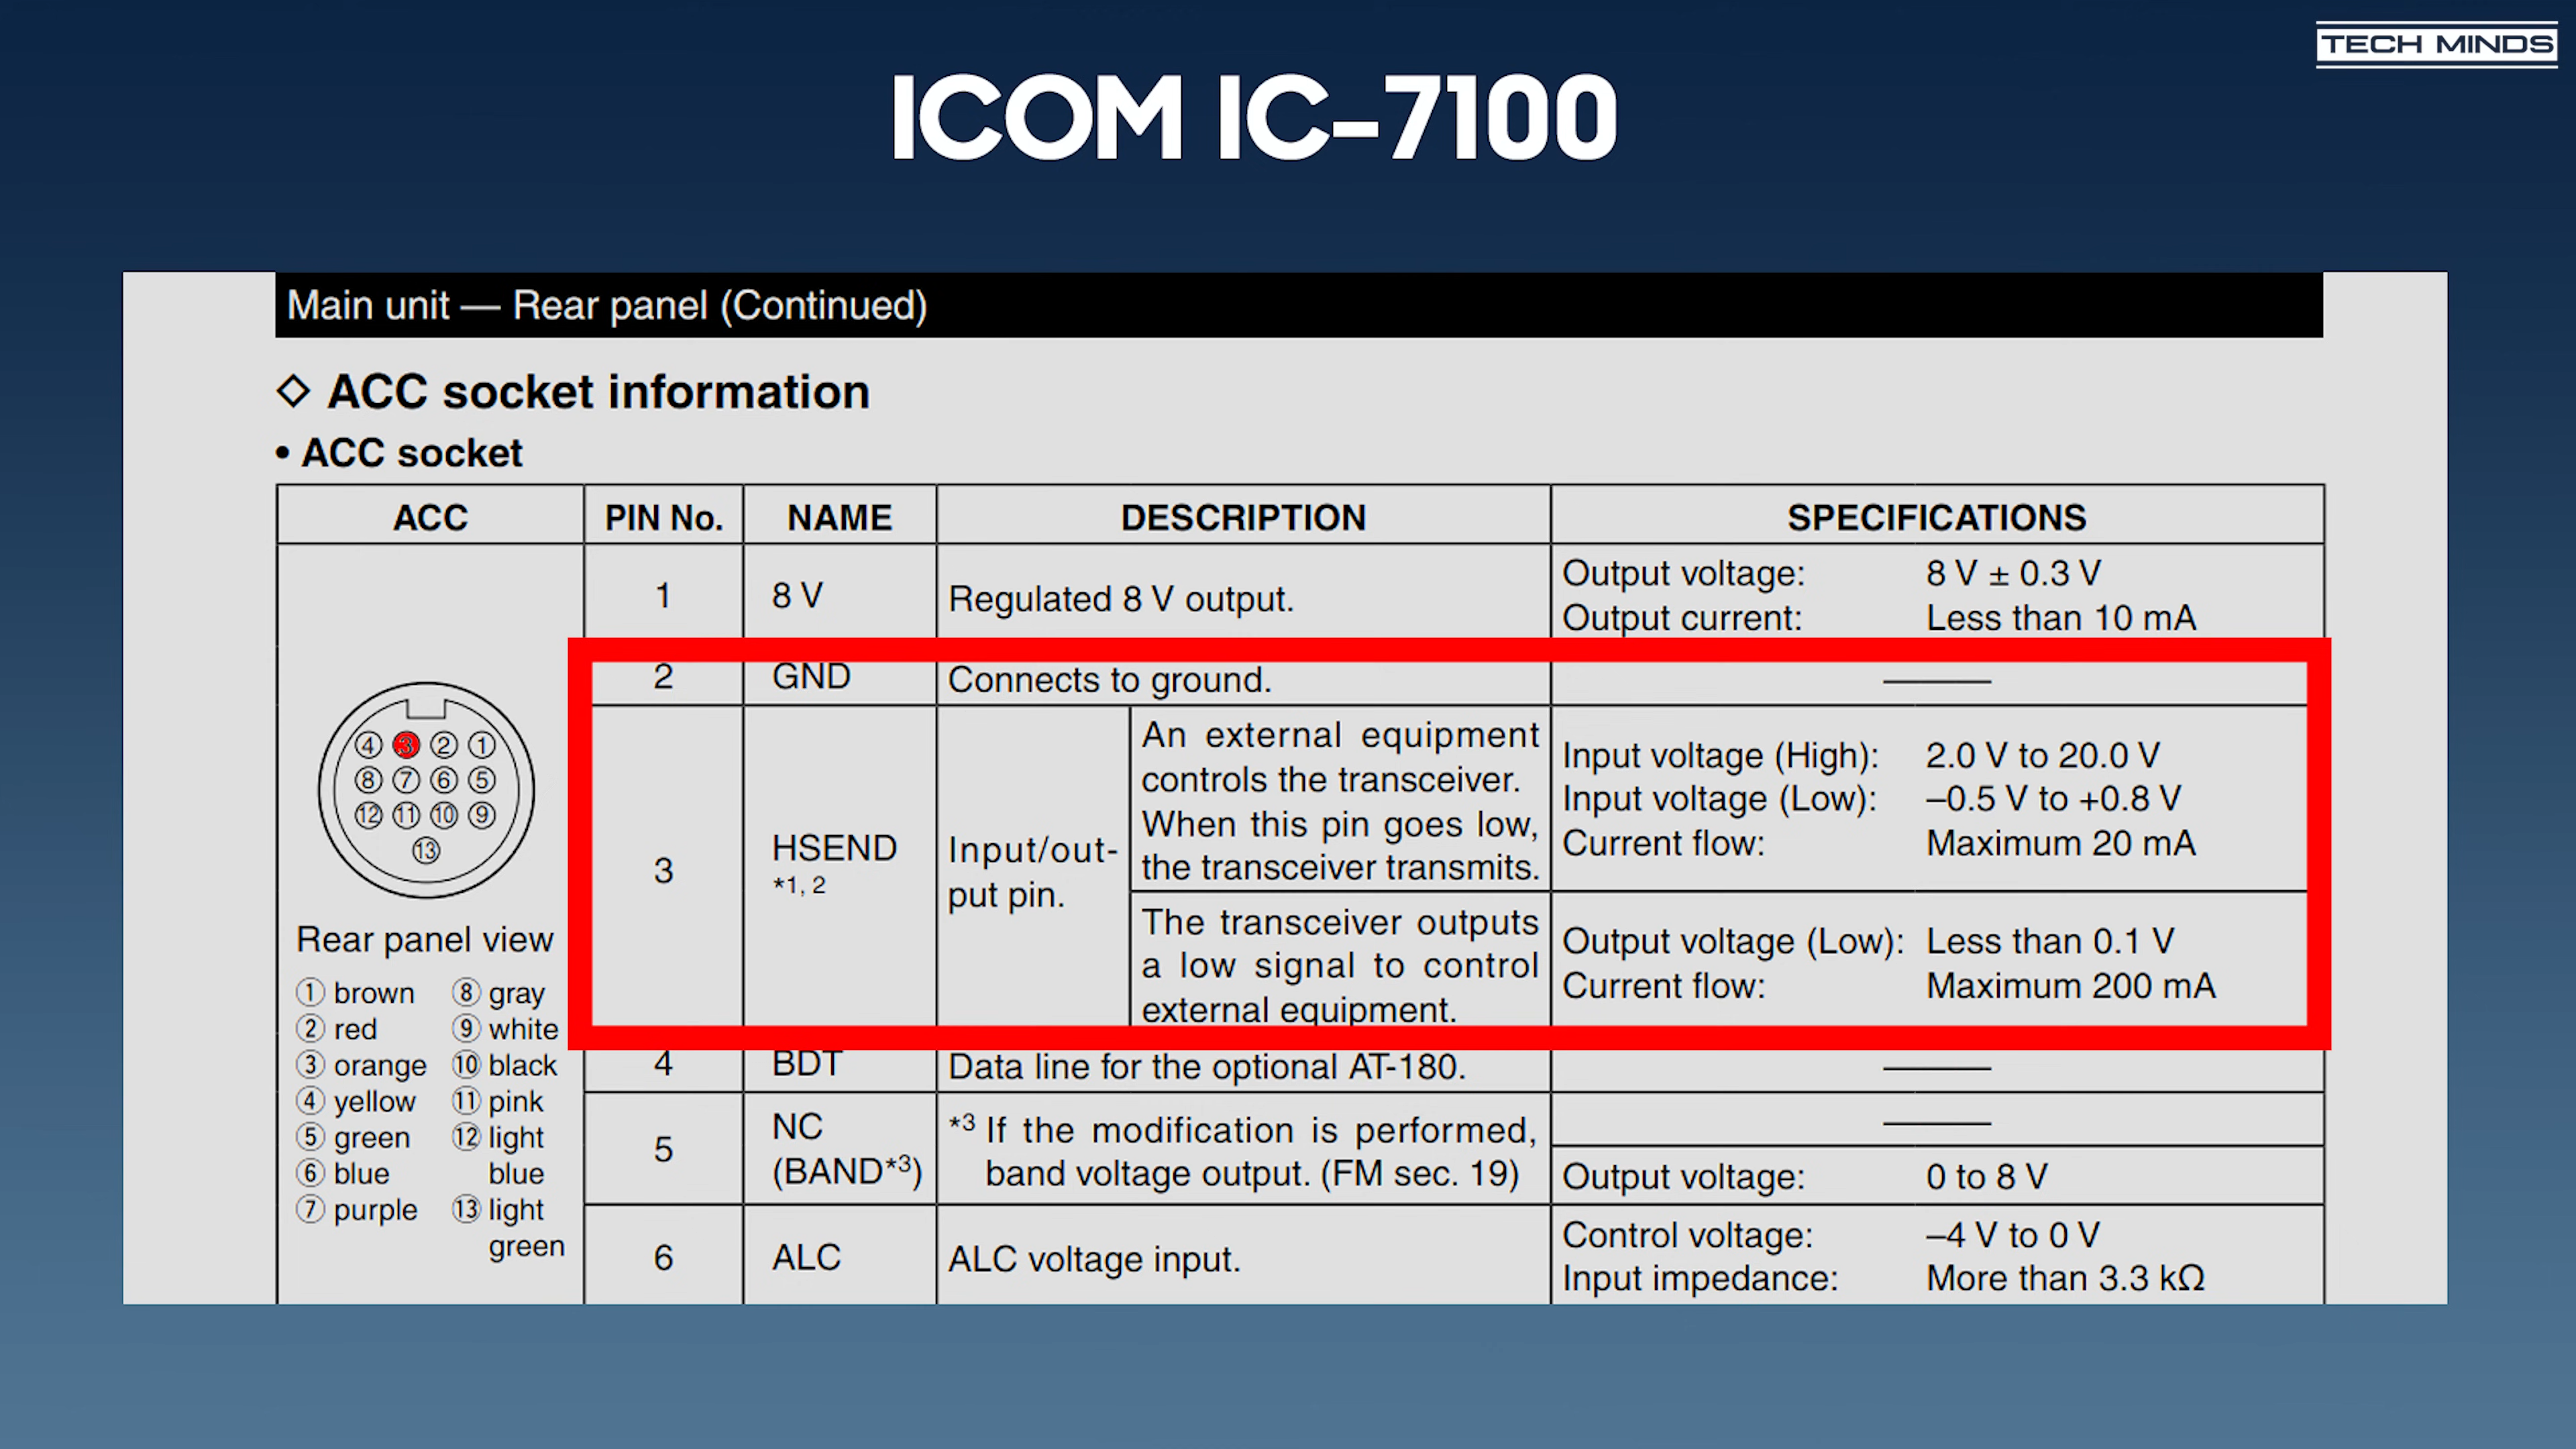 TECH MINDS
ICOM IC-7100
Main unit — Rear panel (Continued)
◇ ACC socket information
• ACC socket
ACC PIN No. NAME DESCRIPTION SPECIFICATIONS
1 8 V Regulated 8 V output. Output voltage: 8 V ± 0.3 V
Output current: Less than 10 mA
2 GND Connects to ground. ———
3 HSEND *1, 2 Input/out-
put pin.
An external equipment
controls the transceiver.
When this pin goes low,
the transceiver transmits.
Input voltage (High): 2.0 V to 20.0 V
Input voltage (Low): –0.5 V to +0.8 V
Current flow: Maximum 20 mA
The transceiver outputs
a low signal to control
external equipment.
Output voltage (Low): Less than 0.1 V
Current flow: Maximum 200 mA
4 BDT Data line for the optional AT-180. ———
5 NC
(BAND*3)
*3 If the modification is performed,
band voltage output. (FM sec. 19)
———
Output voltage: 0 to 8 V
6 ALC ALC voltage input. Control voltage: –4 V to 0 V
Input impedance: More than 3.3 kΩ
④ ③ ② ①
⑧ ⑦ ⑥ ⑤
⑫ ⑪ ⑩ ⑨
⑬
Rear panel view
① brown ⑧ gray
② red ⑨ white
③ orange ⑩ black
④ yellow ⑪ pink
⑤ green ⑫ light
⑥ blue blue
⑦ purple ⑬ light
green